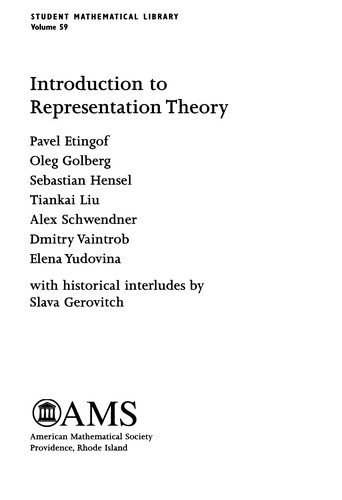 STUDENT MATHEMATICAL LIBRARY
Volume 59
Introduction to
Representation Theory
Pavel Etingof
Oleg Golberg
Sebastian Hensel
Tiankai Liu
Alex Schwendner
Dmitry Vaintrob
Elena Yudovina
with historical interludes by
Slava Gerovitch
AMS
American Mathematical Society
Providence, Rhode Island